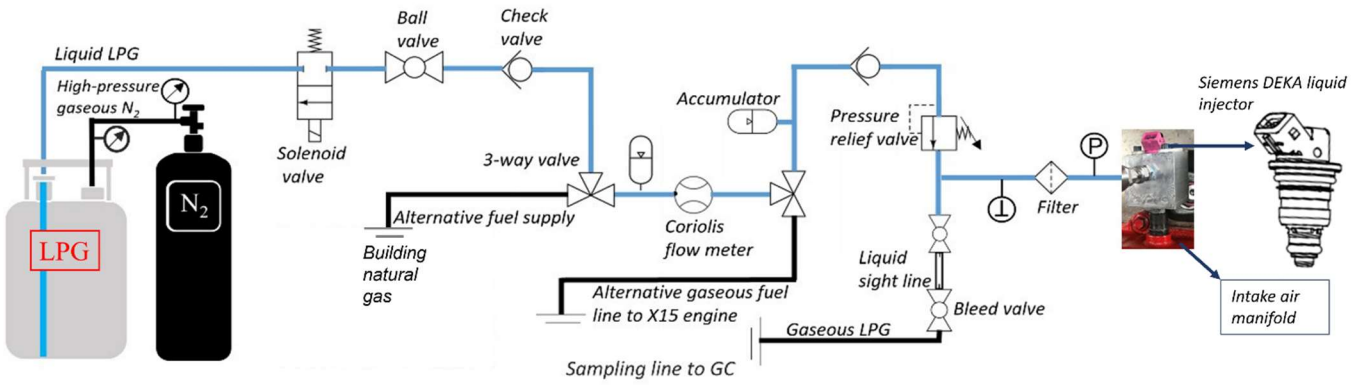 Liquid LPG
High-pressure
gaseous N2
LPG
N2
Solenoid
valve
Ball
valve
Check
valve
3-way valve
Alternative fuel supply
Building
natural
gas
Coriolis
flow meter
Accumulator
Alternative gaseous fuel
line to X15 engine
Pressure
relief valve
Liquid
sight line
Bleed valve
Gaseous LPG
Sampling line to GC
T
Filter
P
Siemens DEKA liquid
injector
Intake air
manifold